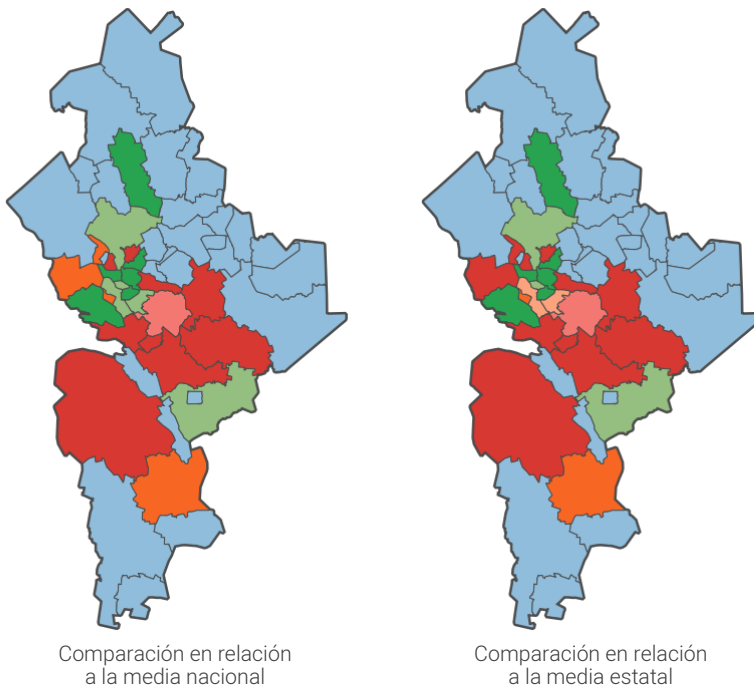 Comparación en relación
a la media nacional
Comparación en relación
a la media estatal